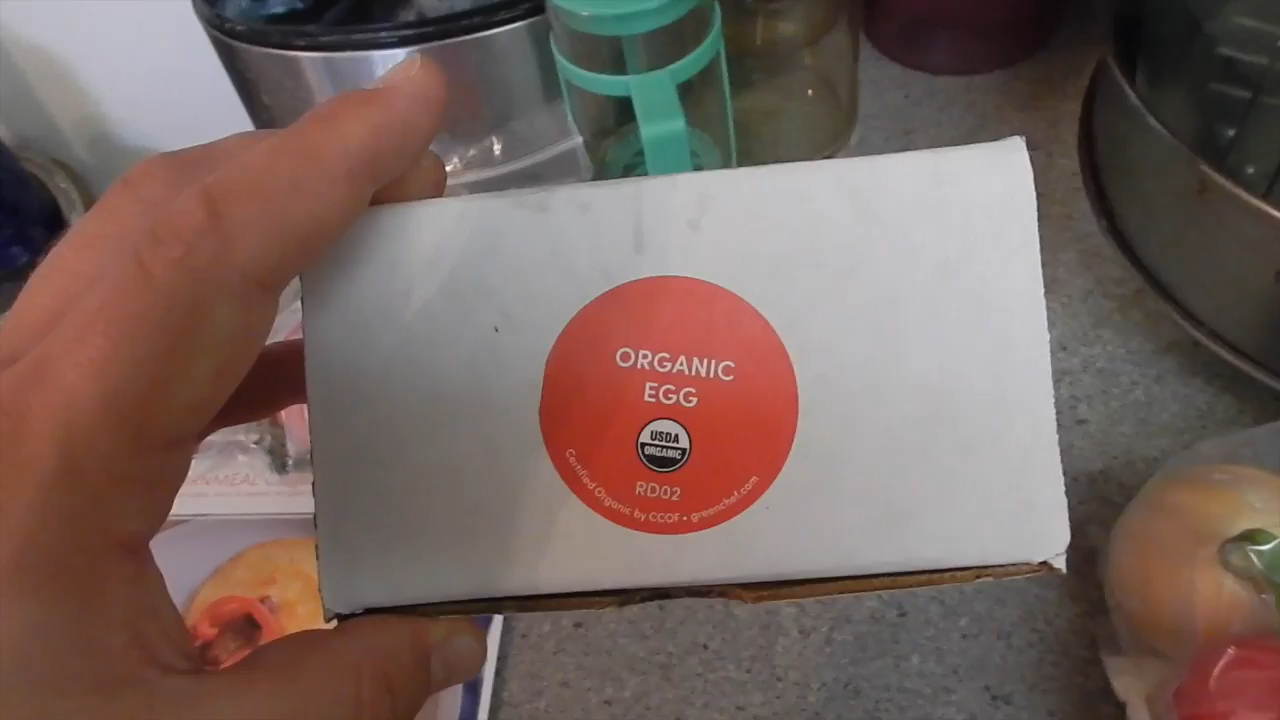 ORGANIC
EGG
USDA
ORGANIC
RD02
Certified Organic by CCOF • greenchef.com